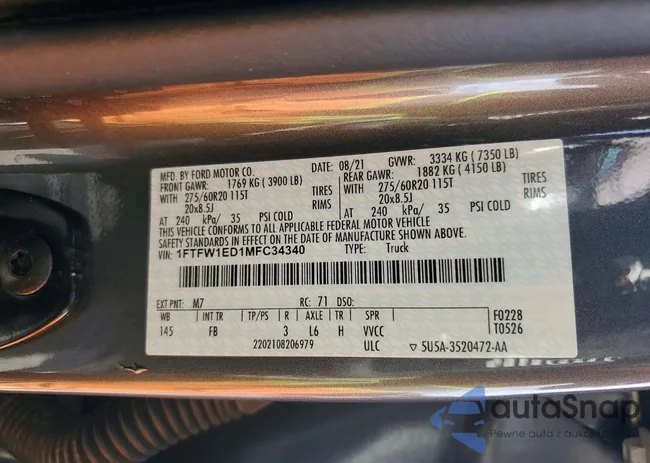 MFD. BY FORD MOTOR CO.
DATE: 08/21
GVWR: 3334 KG ( 7350 LB)
FRONT GAWR: 1769 KG ( 3900 LB)
REAR GAWR: 1882 KG ( 4150 LB)
WITH 275/60R20 115T TIRES
20x8.5J RIMS
AT 240 kPa/ 35 PSI COLD
WITH 275/60R20 115T TIRES
20x8.5J RIMS
AT 240 kPa/ 35 PSI COLD
THIS VEHICLE CONFORMS TO ALL APPLICABLE FEDERAL MOTOR VEHICLE
SAFETY STANDARDS IN EFFECT ON THE DATE OF MANUFACTURE SHOWN ABOVE.
VIN: 1FTFW1ED1MFC34340
TYPE: Truck
EXT PNT: M7 RC: 71 DSO:
WB INT TR TP/PS R AXLE TR SPR
145 FB 3 L6 H VVCC
F0228
T0526
2202108206979 ULC ▽ 5U5A-3520472-AA
autaSnap
Pewne auta z aukcji